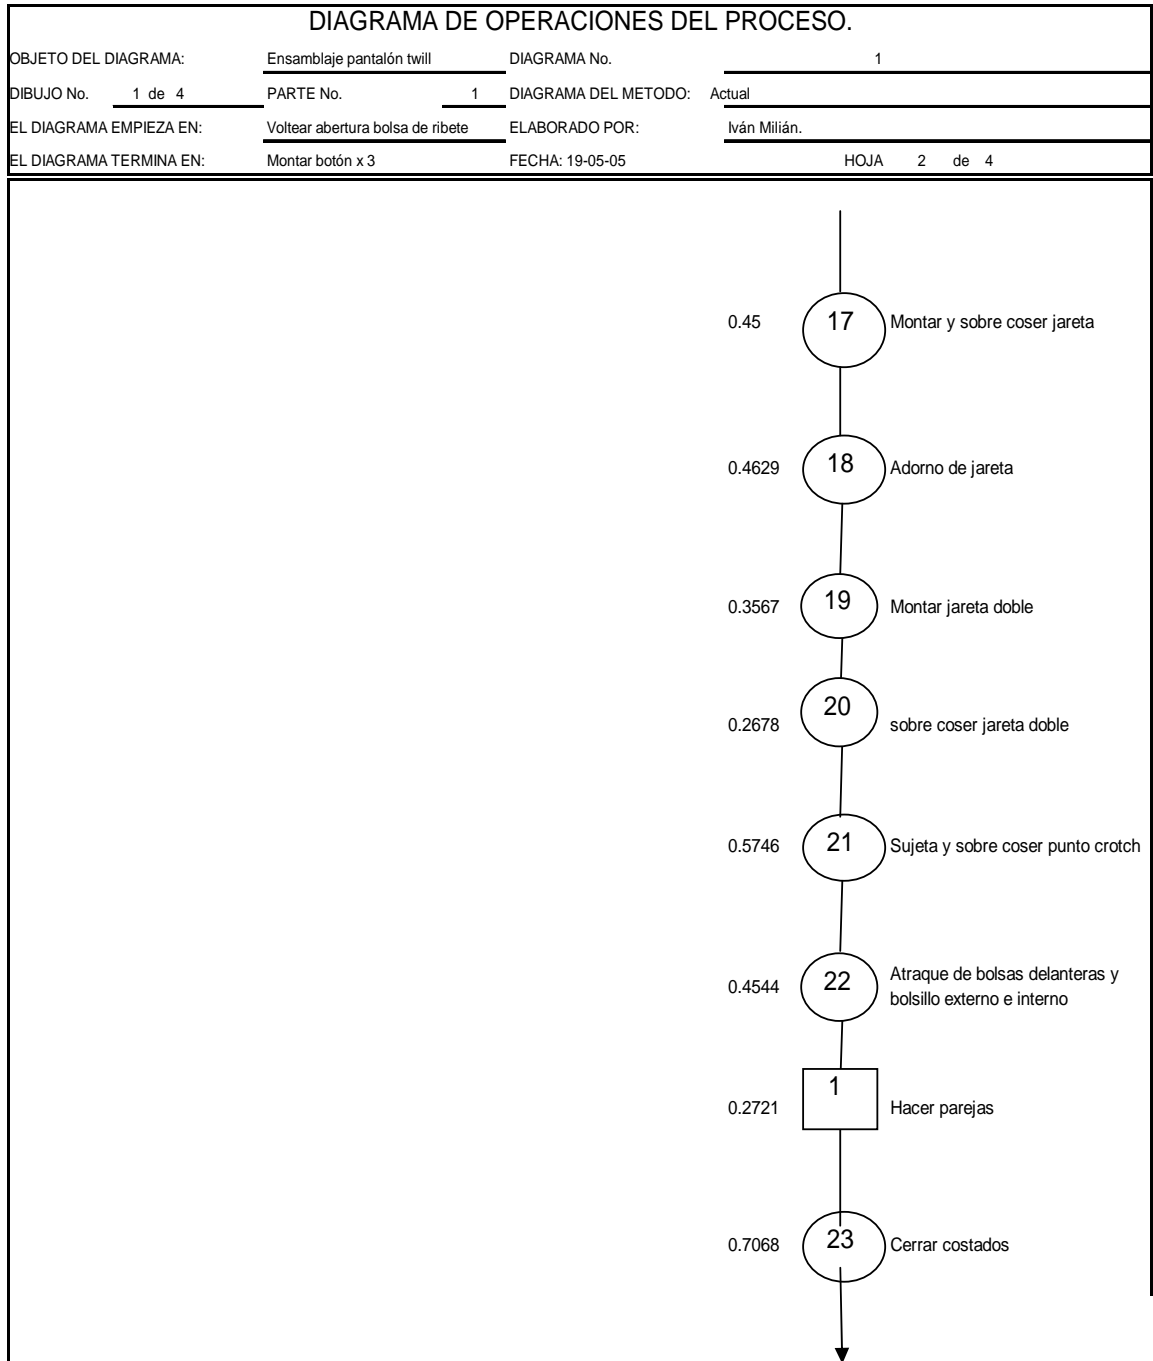 DIAGRAMA DE OPERACIONES DEL PROCESO.
OBJETO DEL DIAGRAMA: Ensamblaje pantalón twill DIAGRAMA No. 1
DIBUJO No. 1 de 4 PARTE No. 1 DIAGRAMA DEL METODO: Actual
EL DIAGRAMA EMPIEZA EN: Voltear abertura bolsa de ribete ELABORADO POR: Iván Milián.
EL DIAGRAMA TERMINA EN: Montar botón x 3 FECHA: 19-05-05 HOJA 2 de 4
0.45 17 Montar y sobre coser jareta
0.4629 18 Adorno de jareta
0.3567 19 Montar jareta doble
0.2678 20 sobre coser jareta doble
0.5746 21 Sujeta y sobre coser punto crotch
0.4544 22 Atraque de bolsas delanteras y
bolsillo externo e interno
0.2721 1 Hacer parejas
0.7068 23 Cerrar costados